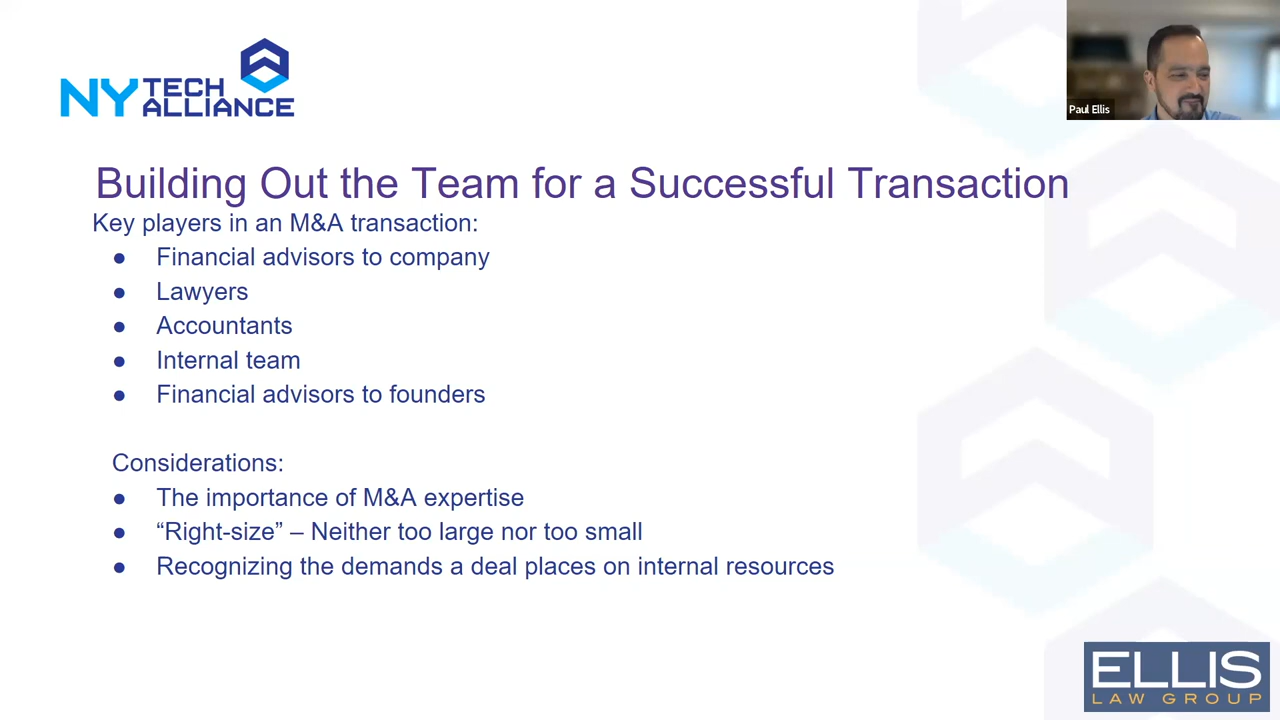 NY TECH ALLIANCE
Paul Ellis
Building Out the Team for a Successful Transaction
Key players in an M&A transaction:
● Financial advisors to company
● Lawyers
● Accountants
● Internal team
● Financial advisors to founders
Considerations:
● The importance of M&A expertise
● “Right-size” – Neither too large nor too small
● Recognizing the demands a deal places on internal resources
ELLIS
LAW GROUP